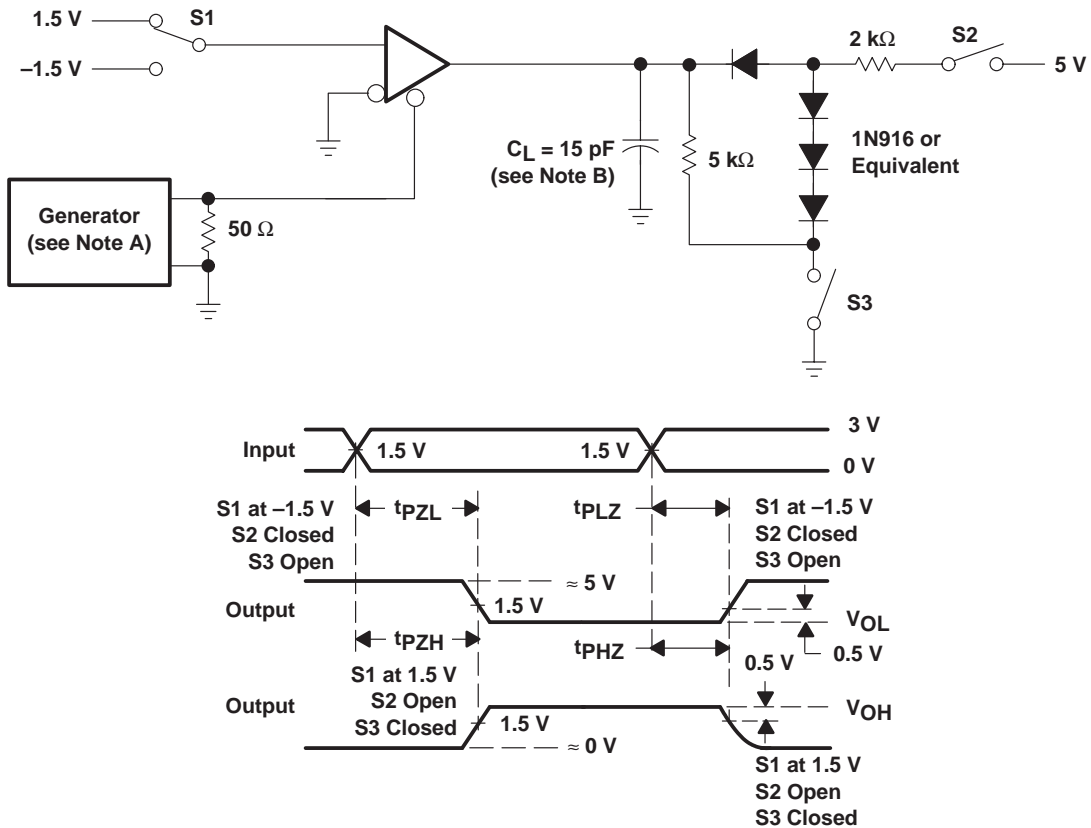 1.5 V
S1
–1.5 V
2 kΩ
S2
5 V
CL = 15 pF
(see Note B)
5 kΩ
1N916 or
Equivalent
Generator
(see Note A)
50 Ω
S3
Input
1.5 V
1.5 V
3 V
0 V
S1 at –1.5 V
S2 Closed
S3 Open
tPZL
tPLZ
S1 at –1.5 V
S2 Closed
S3 Open
≈ 5 V
Output
1.5 V
VOL
0.5 V
tPZH
tPHZ
0.5 V
S1 at 1.5 V
S2 Open
S3 Closed
Output
1.5 V
VOH
≈ 0 V
S1 at 1.5 V
S2 Open
S3 Closed